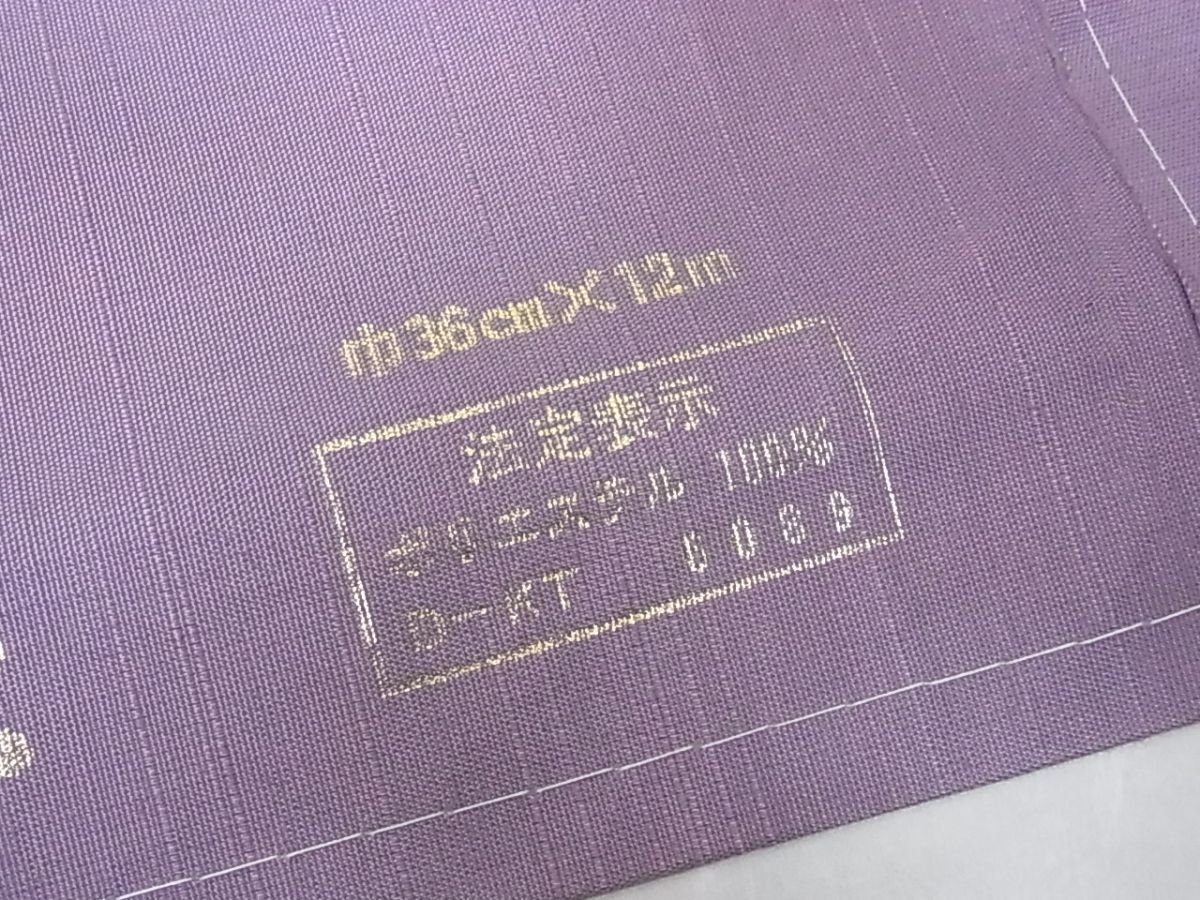 巾36cm×12m
法定表示
ポリエステル 100%
D-KT 6089